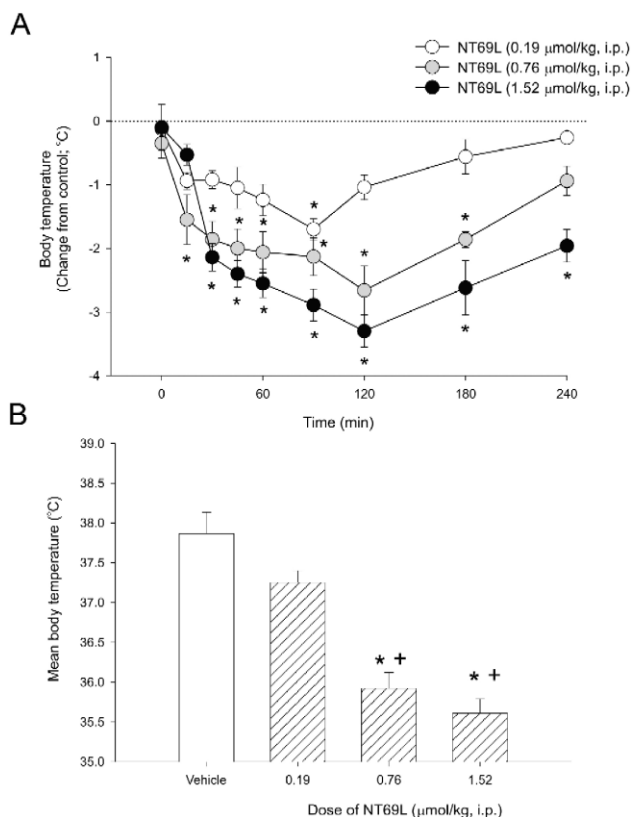 A
NT69L (0.19 μmol/kg, i.p.)
NT69L (0.76 μmol/kg, i.p.)
NT69L (1.52 μmol/kg, i.p.)
Body temperature
(Change from control; °C)
1
0
-1
-2
-3
-4
* * * * *
* * * * * *
* * * * * * *
0 60 120 180 240
Time (min)
B
Mean body temperature (°C)
39.0
38.5
38.0
37.5
37.0
36.5
36.0
35.5
35.0
* +
* +
Vehicle 0.19 0.76 1.52
Dose of NT69L (μmol/kg, i.p.)